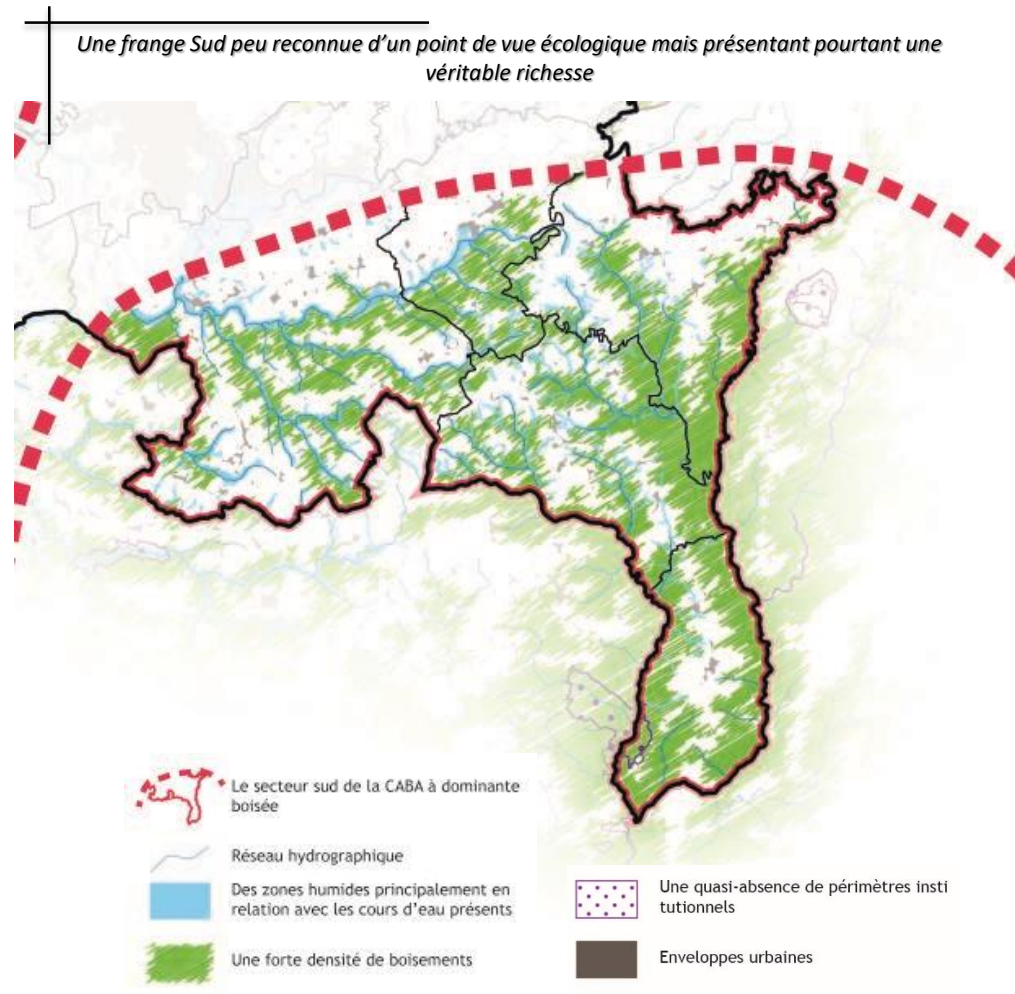 Une frange Sud peu reconnue d’un point de vue écologique mais présentant pourtant une
véritable richesse
Le secteur sud de la CABA à dominante
boisée
Réseau hydrographique
Des zones humides principalement en
relation avec les cours d'eau présents
Une forte densité de boisements
Une quasi-absence de périmètres insti
tutionnels
Enveloppes urbaines